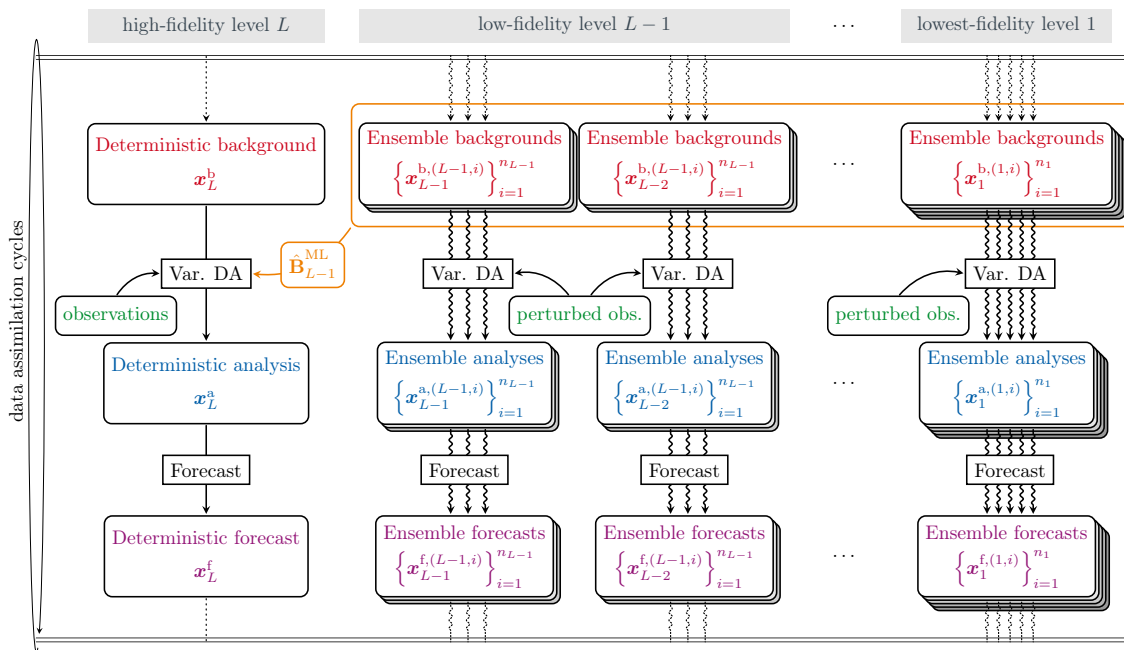 high-fidelity level L
low-fidelity level L − 1
...
lowest-fidelity level 1
data assimilation cycles
Deterministic background
x_L^b
Ensemble backgrounds
{x_{L−1}^{b,(L−1,i)}}_{i=1}^{n_{L−1}}
Ensemble backgrounds
{x_{L−2}^{b,(L−1,i)}}_{i=1}^{n_{L−1}}
...
Ensemble backgrounds
{x_1^{b,(1,i)}}_{i=1}^{n_1}
Var. DA
B̂_{L−1}^{ML}
Var. DA
Var. DA
Var. DA
observations
perturbed obs.
perturbed obs.
Deterministic analysis
x_L^a
Ensemble analyses
{x_{L−1}^{a,(L−1,i)}}_{i=1}^{n_{L−1}}
Ensemble analyses
{x_{L−2}^{a,(L−1,i)}}_{i=1}^{n_{L−1}}
...
Ensemble analyses
{x_1^{a,(1,i)}}_{i=1}^{n_1}
Forecast
Forecast
Forecast
Forecast
Deterministic forecast
x_L^f
Ensemble forecasts
{x_{L−1}^{f,(L−1,i)}}_{i=1}^{n_{L−1}}
Ensemble forecasts
{x_{L−2}^{f,(L−1,i)}}_{i=1}^{n_{L−1}}
...
Ensemble forecasts
{x_1^{f,(1,i)}}_{i=1}^{n_1}